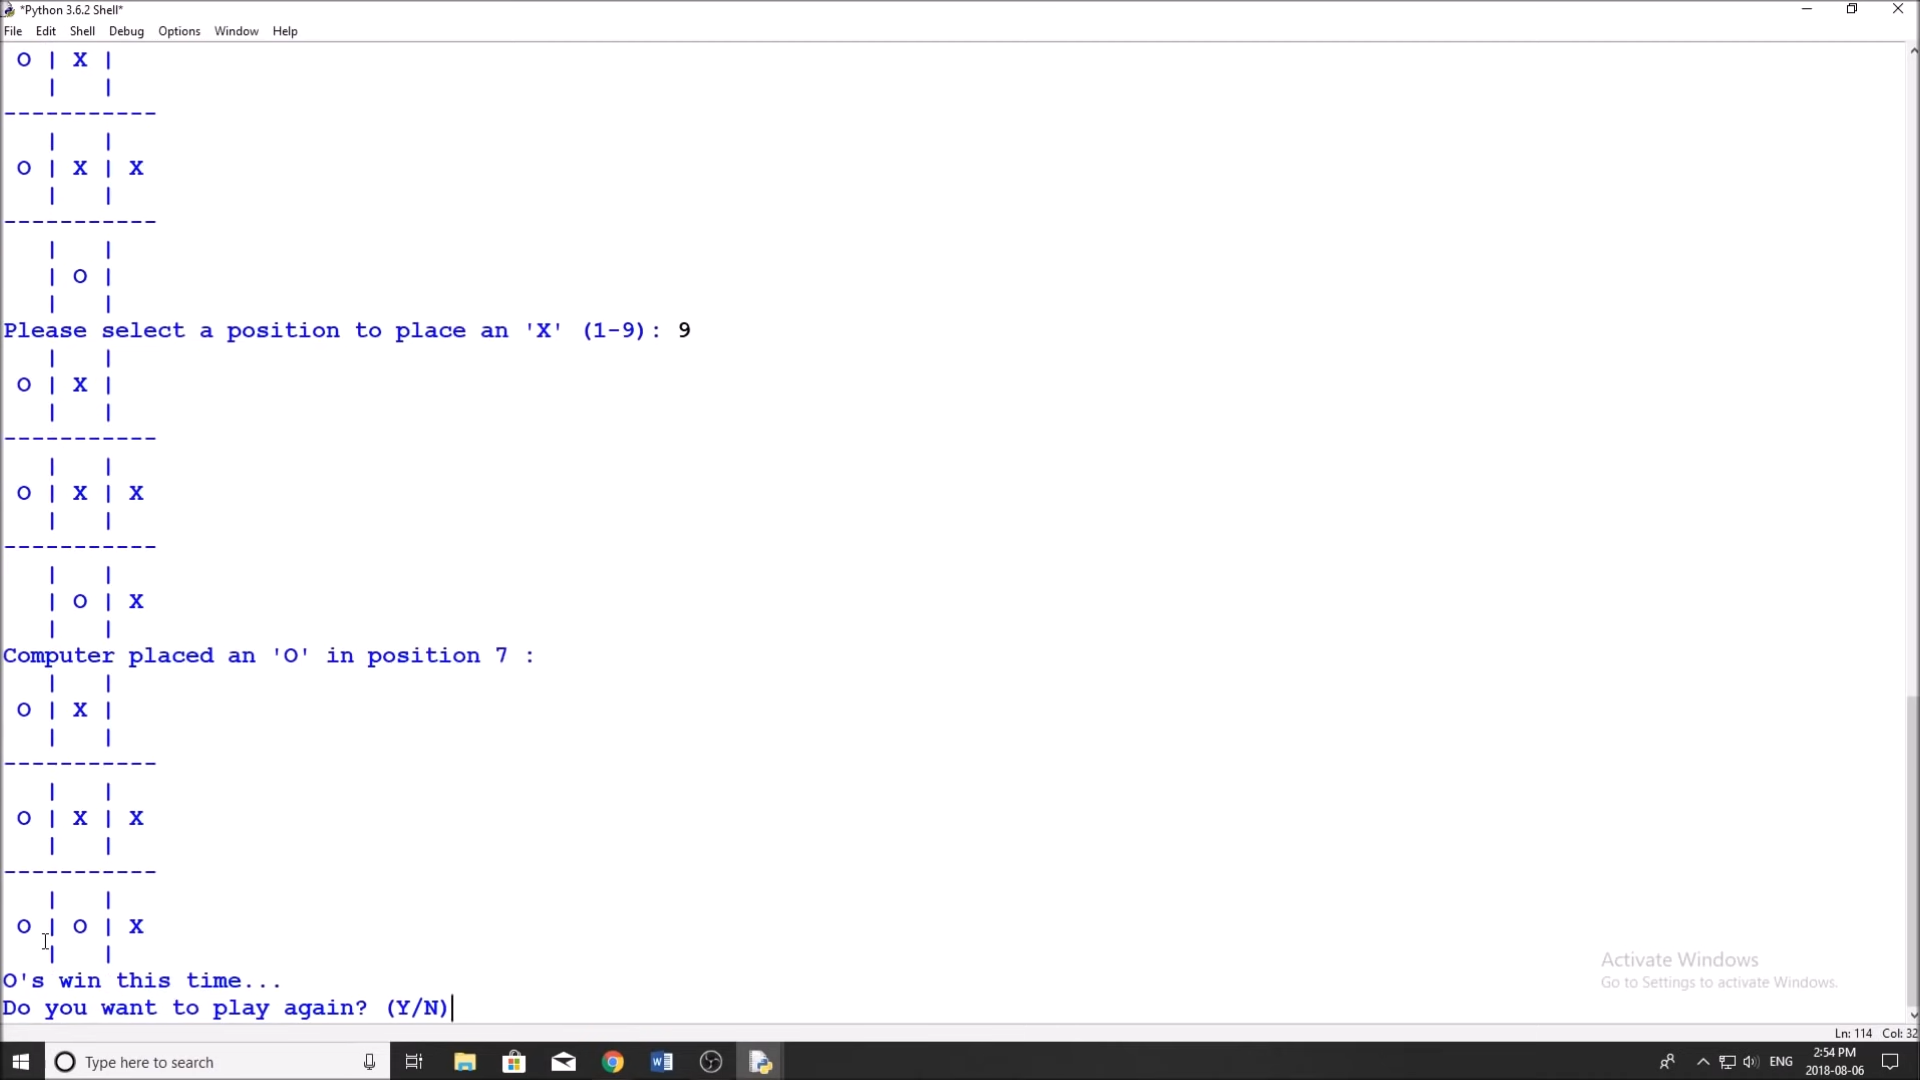 *Python 3.6.2 Shell*
File Edit Shell Debug Options Window Help
 O | X |
   |   |
-----------
   |   |
 O | X | X
   |   |
-----------
   |   |
   | O |
   |   |
Please select a position to place an 'X' (1-9): 9
   |   |
 O | X |
   |   |
-----------
   |   |
 O | X | X
   |   |
-----------
   |   |
   | O | X
   |   |
Computer placed an 'O' in position 7 :
   |   |
 O | X |
   |   |
-----------
   |   |
 O | X | X
   |   |
-----------
   |   |
 O | O | X
   |   |
O's win this time...
Do you want to play again? (Y/N)
Activate Windows
Go to Settings to activate Windows.
Ln: 114 Col: 32
Type here to search
ENG
2:54 PM
2018-08-06